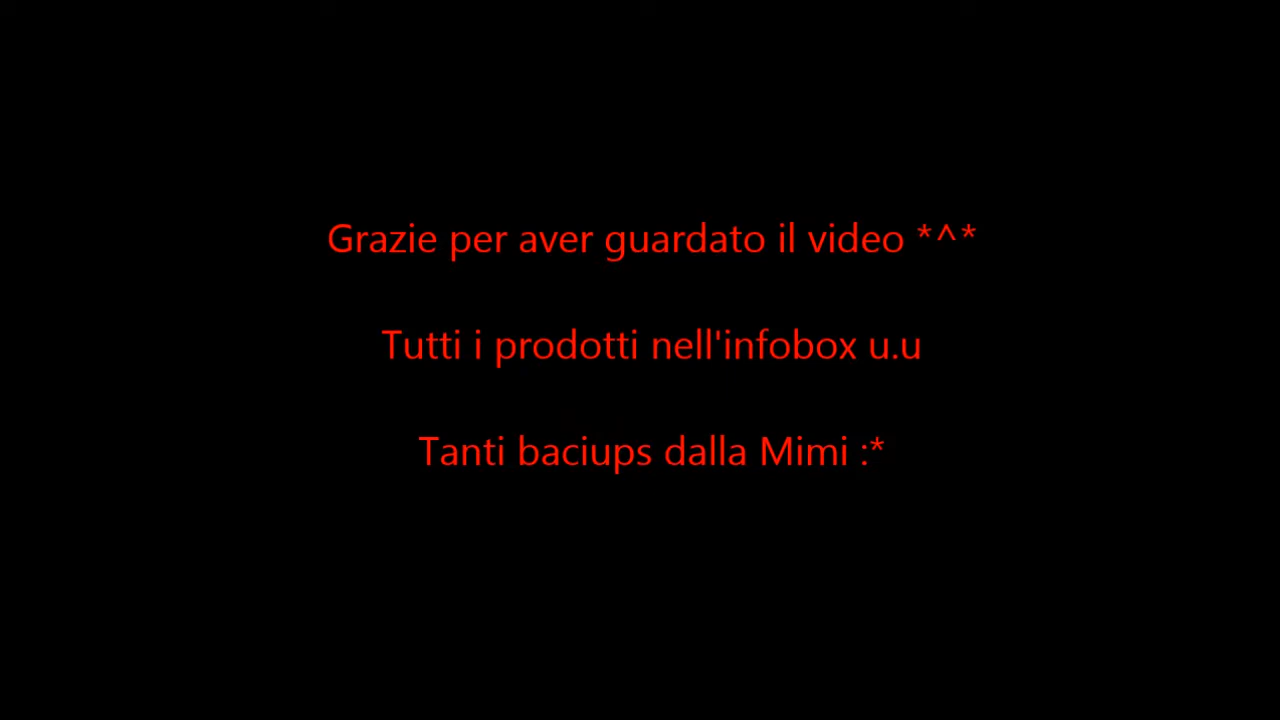 Grazie per aver guardato il video *^*
Tutti i prodotti nell'infobox u.u
Tanti baciups dalla Mimi :*